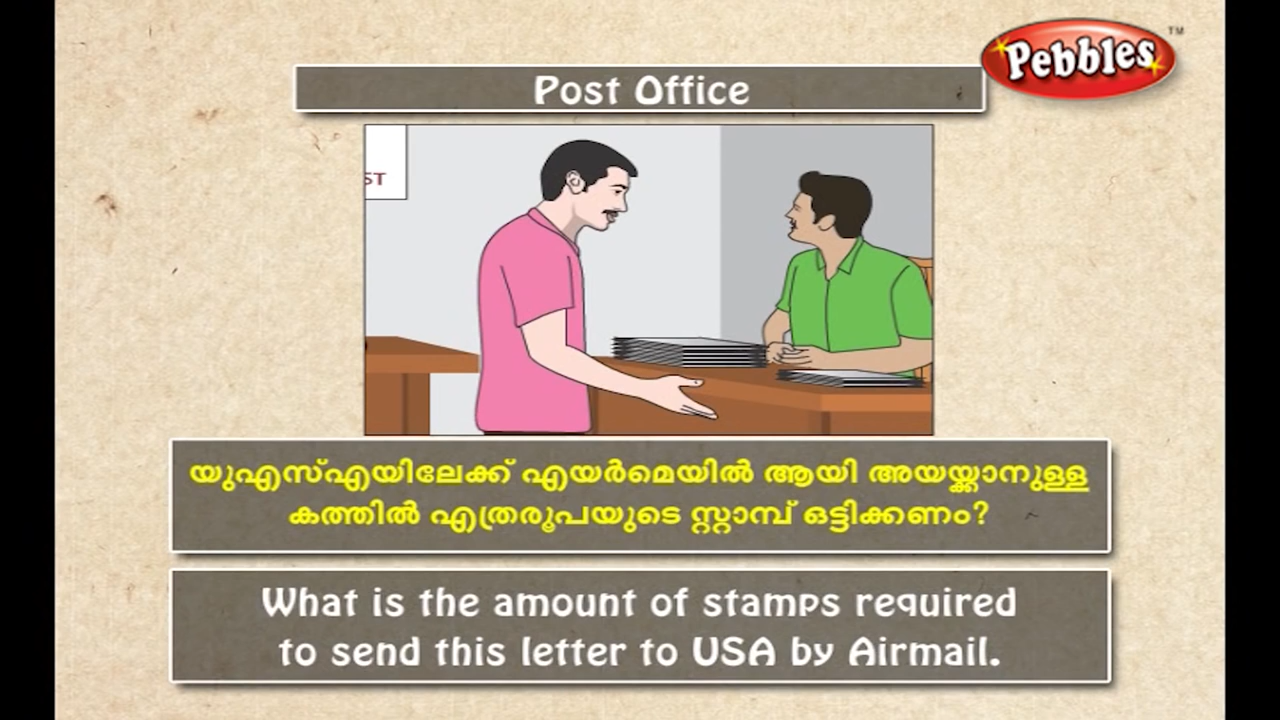 Pebbles TM
Post Office
ST
യുഎസ്എയിലേക്ക് എയർമെയിൽ ആയി അയയ്ക്കാനുള്ള
കത്തിൽ എത്രരൂപയുടെ സ്റ്റാമ്പ് ഒട്ടിക്കണം?
What is the amount of stamps required
to send this letter to USA by Airmail.